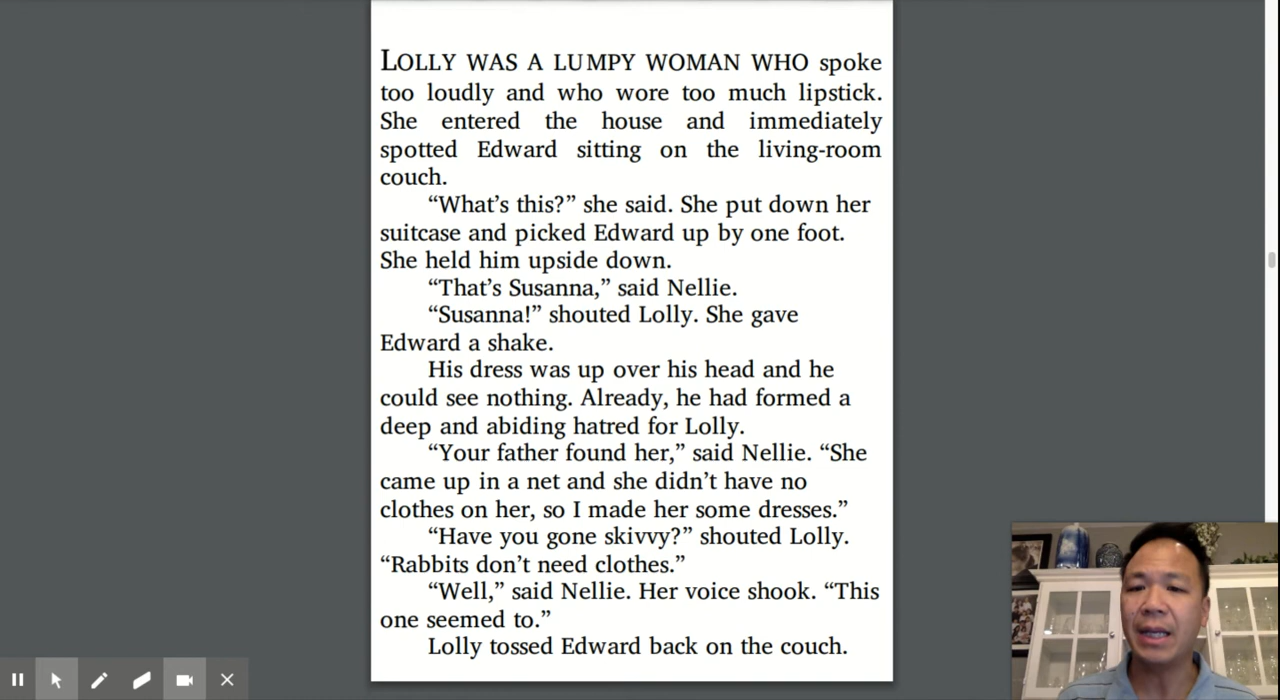 LOLLY WAS A LUMPY WOMAN WHO spoke
too loudly and who wore too much lipstick.
She entered the house and immediately
spotted Edward sitting on the living-room
couch.
“What’s this?” she said. She put down her
suitcase and picked Edward up by one foot.
She held him upside down.
“That’s Susanna,” said Nellie.
“Susanna!” shouted Lolly. She gave
Edward a shake.
His dress was up over his head and he
could see nothing. Already, he had formed a
deep and abiding hatred for Lolly.
“Your father found her,” said Nellie. “She
came up in a net and she didn’t have no
clothes on her, so I made her some dresses.”
“Have you gone skivvy?” shouted Lolly.
“Rabbits don’t need clothes.”
“Well,” said Nellie. Her voice shook. “This
one seemed to.”
Lolly tossed Edward back on the couch.